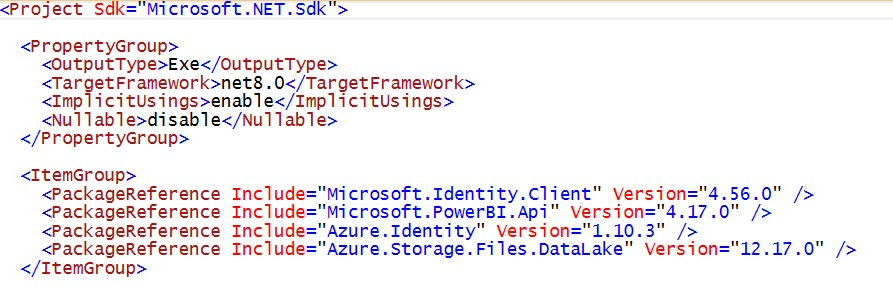 <Project Sdk="Microsoft.NET.Sdk">
<PropertyGroup>
<OutputType>Exe</OutputType>
<TargetFramework>net8.0</TargetFramework>
<ImplicitUsings>enable</ImplicitUsings>
<Nullable>disable</Nullable>
</PropertyGroup>
<ItemGroup>
<PackageReference Include="Microsoft.Identity.Client" Version="4.56.0" />
<PackageReference Include="Microsoft.PowerBI.Api" Version="4.17.0" />
<PackageReference Include="Azure.Identity" Version="1.10.3" />
<PackageReference Include="Azure.Storage.Files.DataLake" Version="12.17.0" />
</ItemGroup>